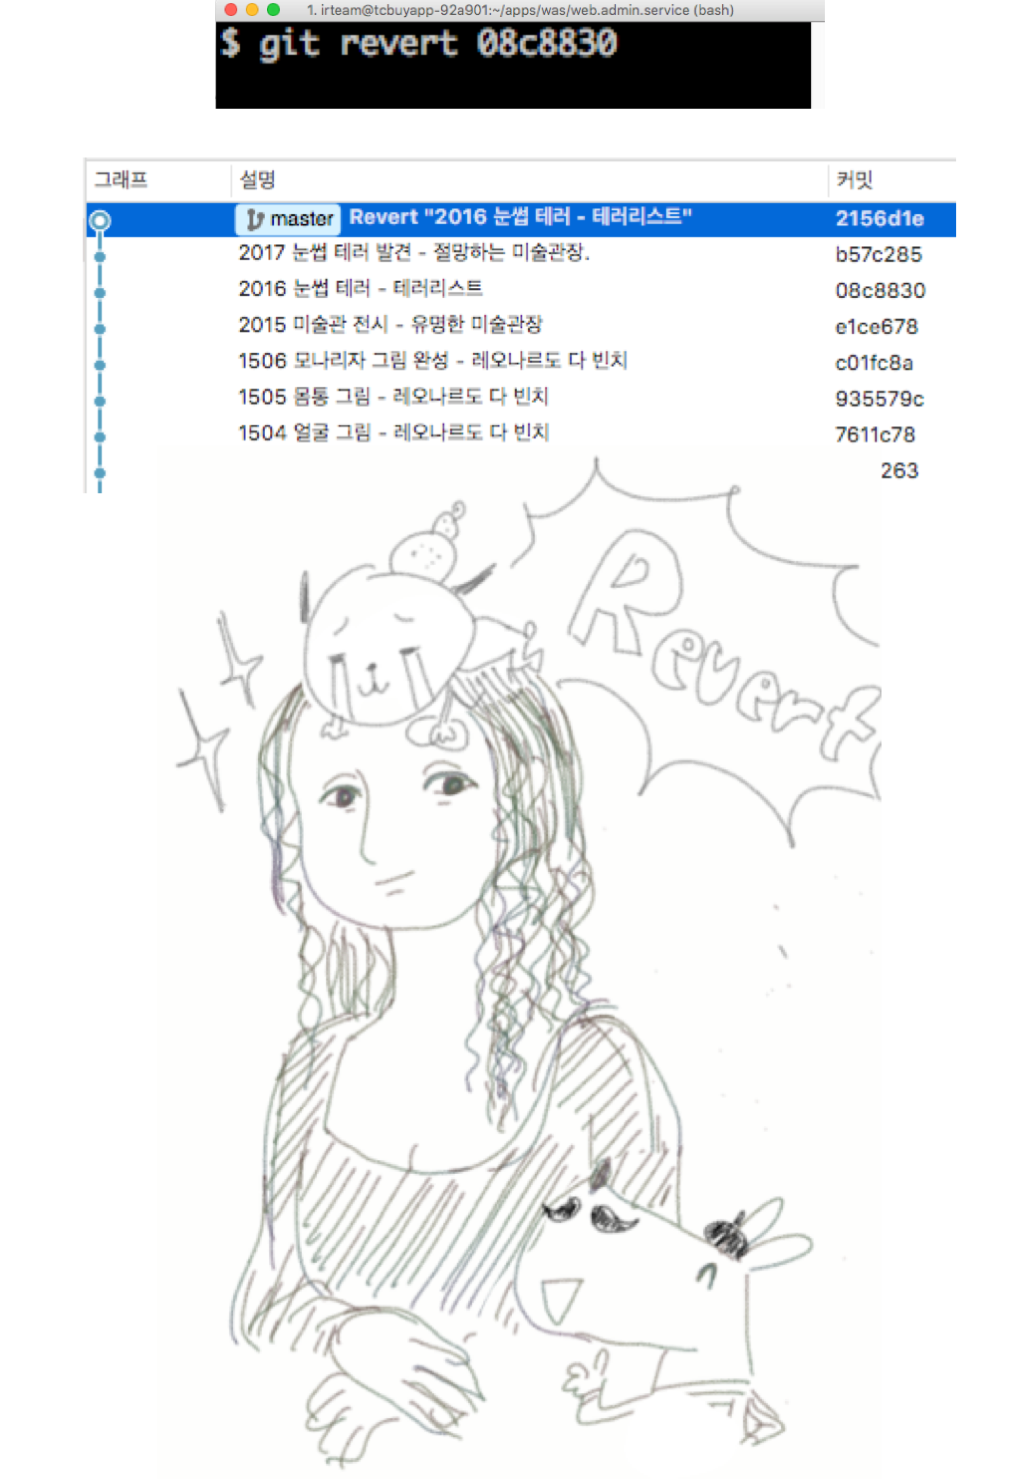 1. irteam@tcbuyapp-92a901:~/apps/was/web.admin.service (bash)
$ git revert 08c8830
그래프 설명 커밋
master Revert "2016 눈썹 테러 - 테러리스트" 2156d1e
2017 눈썹 테러 발견 - 절망하는 미술관장. b57c285
2016 눈썹 테러 - 테러리스트 08c8830
2015 미술관 전시 - 유명한 미술관장 e1ce678
1506 모나리자 그림 완성 - 레오나르도 다 빈치 c01fc8a
1505 몸통 그림 - 레오나르도 다 빈치 935579c
1504 얼굴 그림 - 레오나르도 다 빈치 7611c78
263
Revert